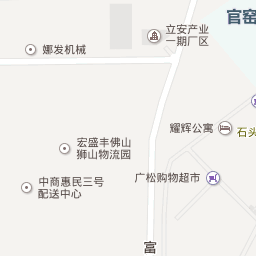 官窑
立安产业
一期厂区
娜发机械
耀辉公寓
石头
宏盛丰佛山
狮山物流园
广松购物超市
中商惠民三号
配送中心
富